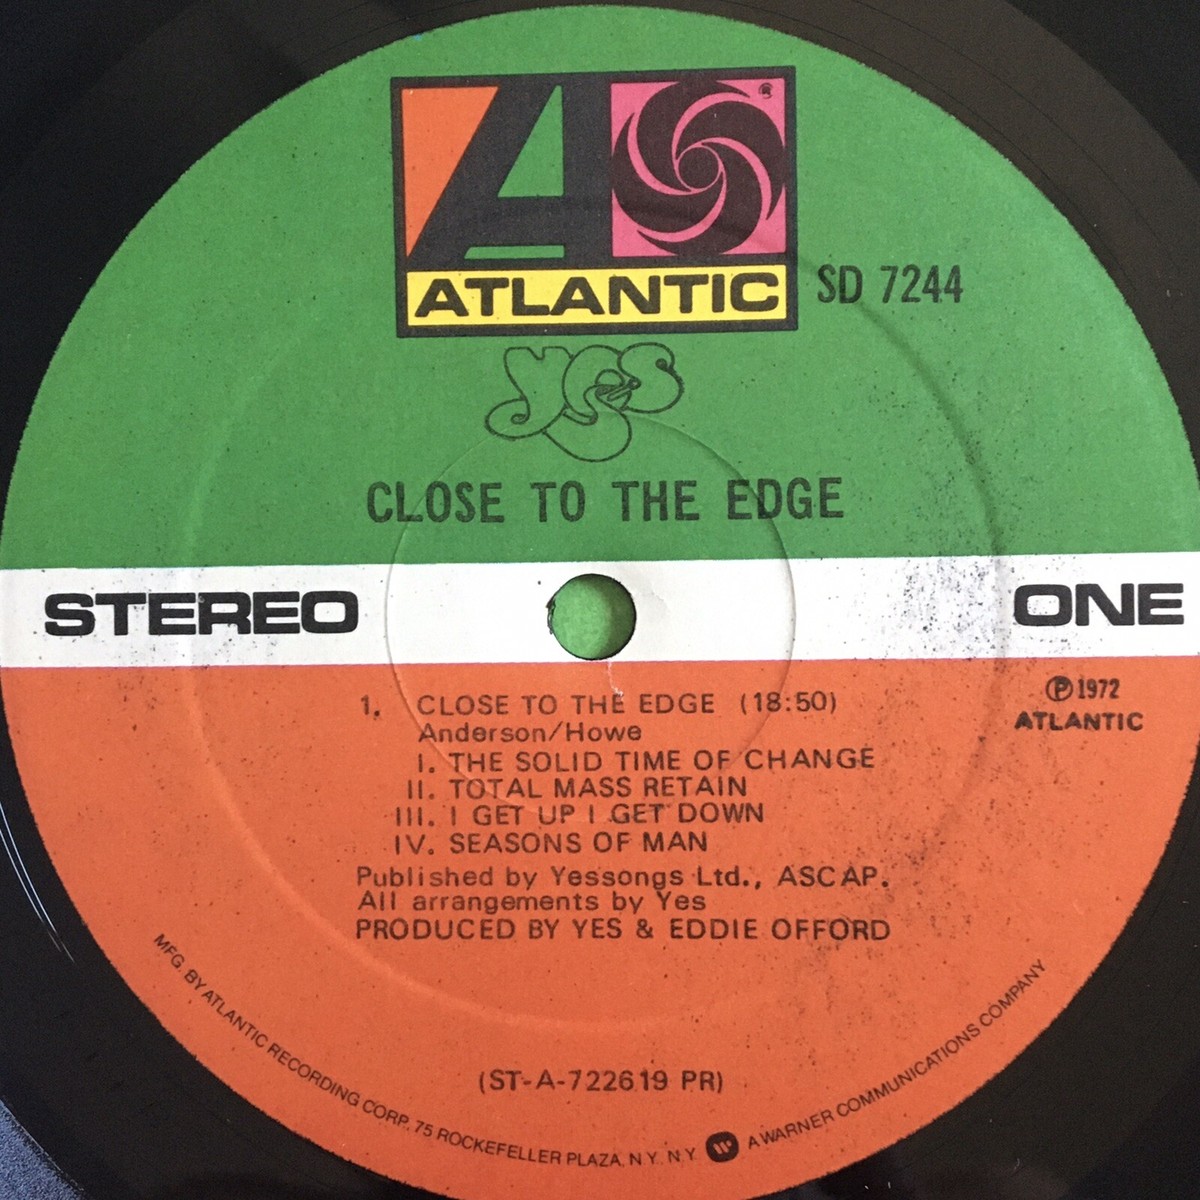 ATLANTIC
SD 7244
yes
CLOSE TO THE EDGE
STEREO
ONE
℗ 1972
ATLANTIC
1. CLOSE TO THE EDGE (18:50)
Anderson/Howe
I. THE SOLID TIME OF CHANGE
II. TOTAL MASS RETAIN
III. I GET UP I GET DOWN
IV. SEASONS OF MAN
Published by Yessongs Ltd., ASCAP.
All arrangements by Yes
PRODUCED BY YES & EDDIE OFFORD
(ST-A-722619 PR)
MFG. BY ATLANTIC RECORDING CORP. 75 ROCKEFELLER PLAZA, N.Y. N.Y. W A WARNER COMMUNICATIONS COMPANY